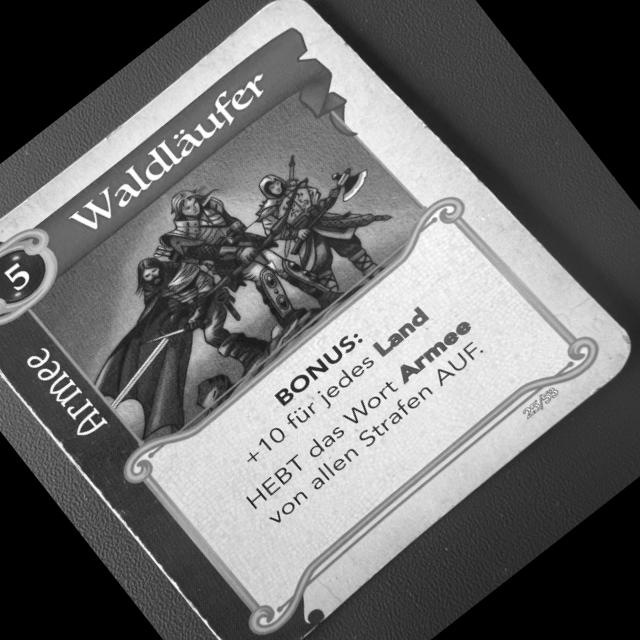 Waldläufer
5
Armee
BONUS:
+10 für jedes Land
HEBT das Wort Armee
von allen Strafen AUF.